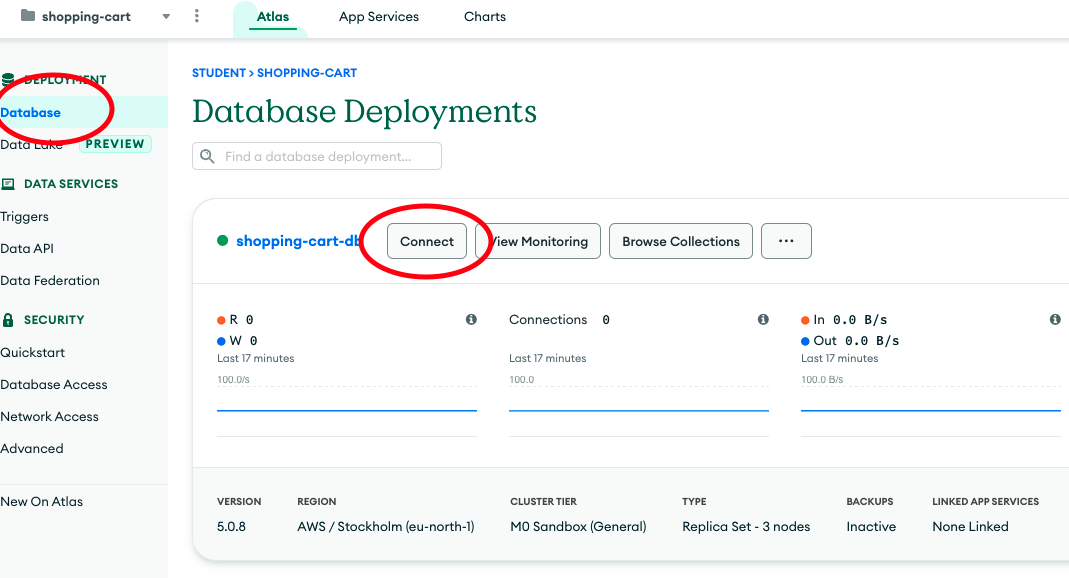 shopping-cart
Atlas
App Services
Charts
DEPLOYMENT
Database
Data Lake PREVIEW
DATA SERVICES
Triggers
Data API
Data Federation
SECURITY
Quickstart
Database Access
Network Access
Advanced
New On Atlas
STUDENT > SHOPPING-CART
Database Deployments
Find a database deployment...
shopping-cart-db
Connect
View Monitoring
Browse Collections
R 0
W 0
Last 17 minutes
100.0/s
Connections 0
Last 17 minutes
100.0
In 0.0 B/s
Out 0.0 B/s
Last 17 minutes
100.0 B/s
VERSION
5.0.8
REGION
AWS / Stockholm (eu-north-1)
CLUSTER TIER
M0 Sandbox (General)
TYPE
Replica Set - 3 nodes
BACKUPS
Inactive
LINKED APP SERVICES
None Linked